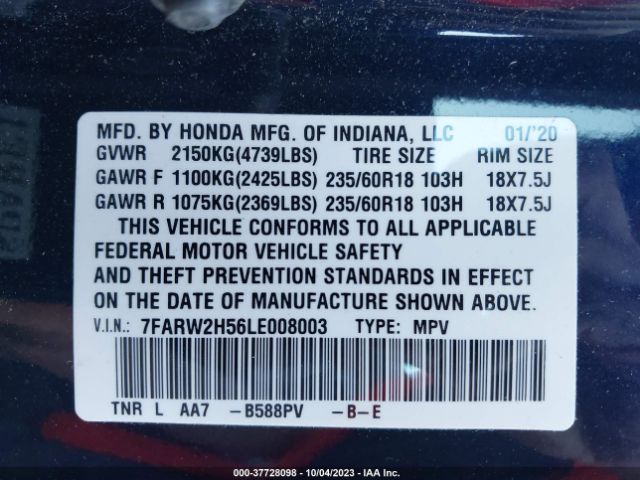 MFD. BY HONDA MFG. OF INDIANA, LLC 01/'20
GVWR 2150KG(4739LBS) TIRE SIZE RIM SIZE
GAWR F 1100KG(2425LBS) 235/60R18 103H 18X7.5J
GAWR R 1075KG(2369LBS) 235/60R18 103H 18X7.5J
THIS VEHICLE CONFORMS TO ALL APPLICABLE
FEDERAL MOTOR VEHICLE SAFETY
AND THEFT PREVENTION STANDARDS IN EFFECT
ON THE DATE OF MANUFACTURE SHOWN ABOVE.
V.I.N.: 7FARW2H56LE008003 TYPE: MPV
TNR L AA7 -B588PV -B-E
000-37728098 - 10/04/2023 - IAAI.COM